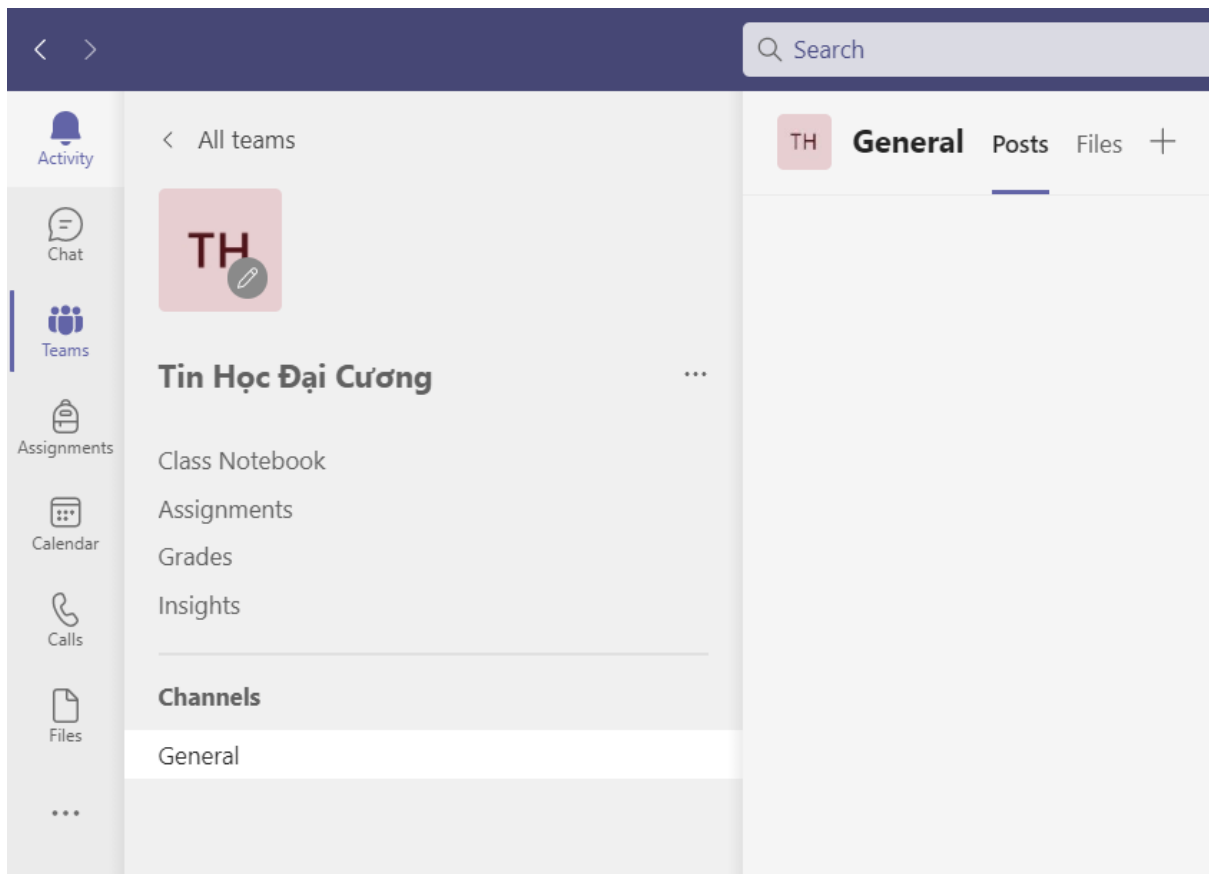 Search
Activity
Chat
Teams
Assignments
Calendar
Calls
Files
All teams
TH
Tin Học Đại Cương
Class Notebook
Assignments
Grades
Insights
Channels
General
TH General Posts Files